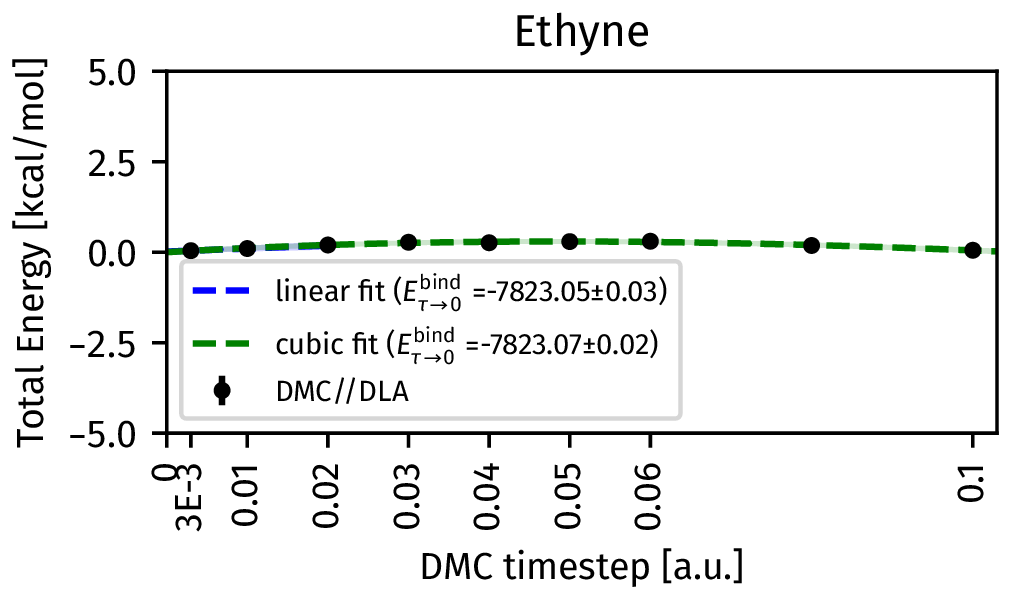 Ethyne
Total Energy [kcal/mol]
5.0
2.5
0.0
−2.5
−5.0
linear fit (E^bind_τ→0 =-7823.05±0.03)
cubic fit (E^bind_τ→0 =-7823.07±0.02)
DMC//DLA
0
3E-3
0.01
0.02
0.03
0.04
0.05
0.06
0.1
DMC timestep [a.u.]